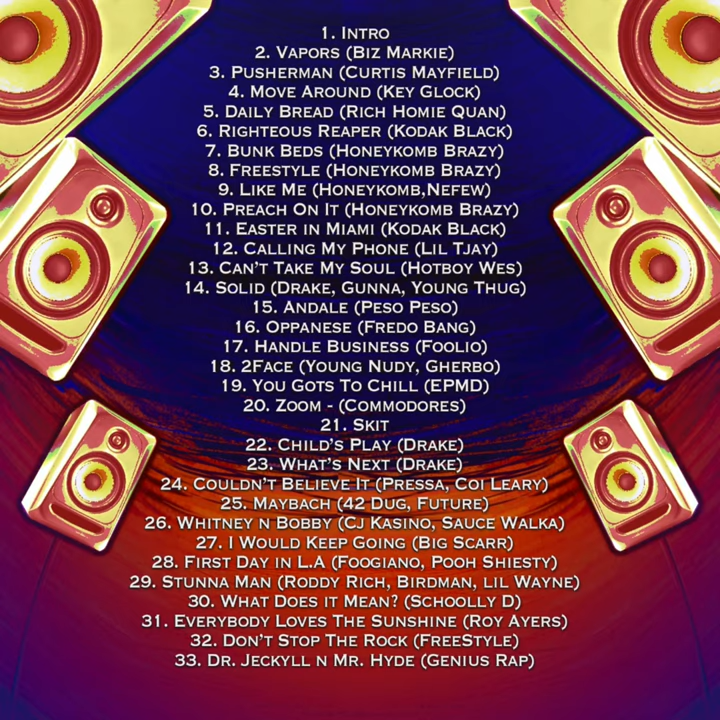 1. Intro
2. Vapors (Biz Markie)
3. Pusherman (Curtis Mayfield)
4. Move Around (Key Glock)
5. Daily Bread (Rich Homie Quan)
6. Righteous Reaper (Kodak Black)
7. Bunk Beds (Honeykomb Brazy)
8. Freestyle (Honeykomb Brazy)
9. Like Me (Honeykomb,Nefew)
10. Preach On It (Honeykomb Brazy)
11. Easter in Miami (Kodak Black)
12. Calling My Phone (Lil Tjay)
13. Can't Take My Soul (Hotboy Wes)
14. Solid (Drake, Gunna, Young Thug)
15. Andale (Peso Peso)
16. Oppanese (Fredo Bang)
17. Handle Business (Foolio)
18. 2Face (Young Nudy, Gherbo)
19. You Gots To Chill (EPMD)
20. Zoom - (Commodores)
21. Skit
22. Child's Play (Drake)
23. What's Next (Drake)
24. Couldn't Believe It (Pressa, Coi Leary)
25. Maybach (42 Dug, Future)
26. Whitney n Bobby (CJ Kasino, Sauce Walka)
27. I Would Keep Going (Big Scarr)
28. First Day in L.A (Foogiano, Pooh Shiesty)
29. Stunna Man (Roddy Rich, Birdman, lil Wayne)
30. What Does it Mean? (Schoolly D)
31. Everybody Loves The Sunshine (Roy Ayers)
32. Don't Stop The Rock (FreeStyle)
33. Dr. Jeckyll n Mr. Hyde (Genius Rap)